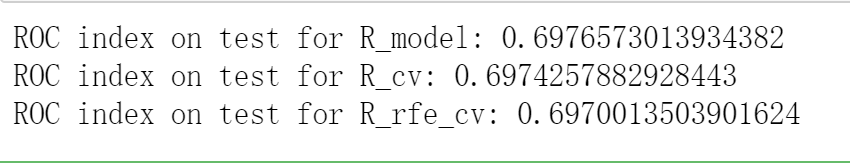 ROC index on test for R_model: 0.6976573013934382
ROC index on test for R_cv: 0.6974257882928443
ROC index on test for R_rfe_cv: 0.6970013503901624